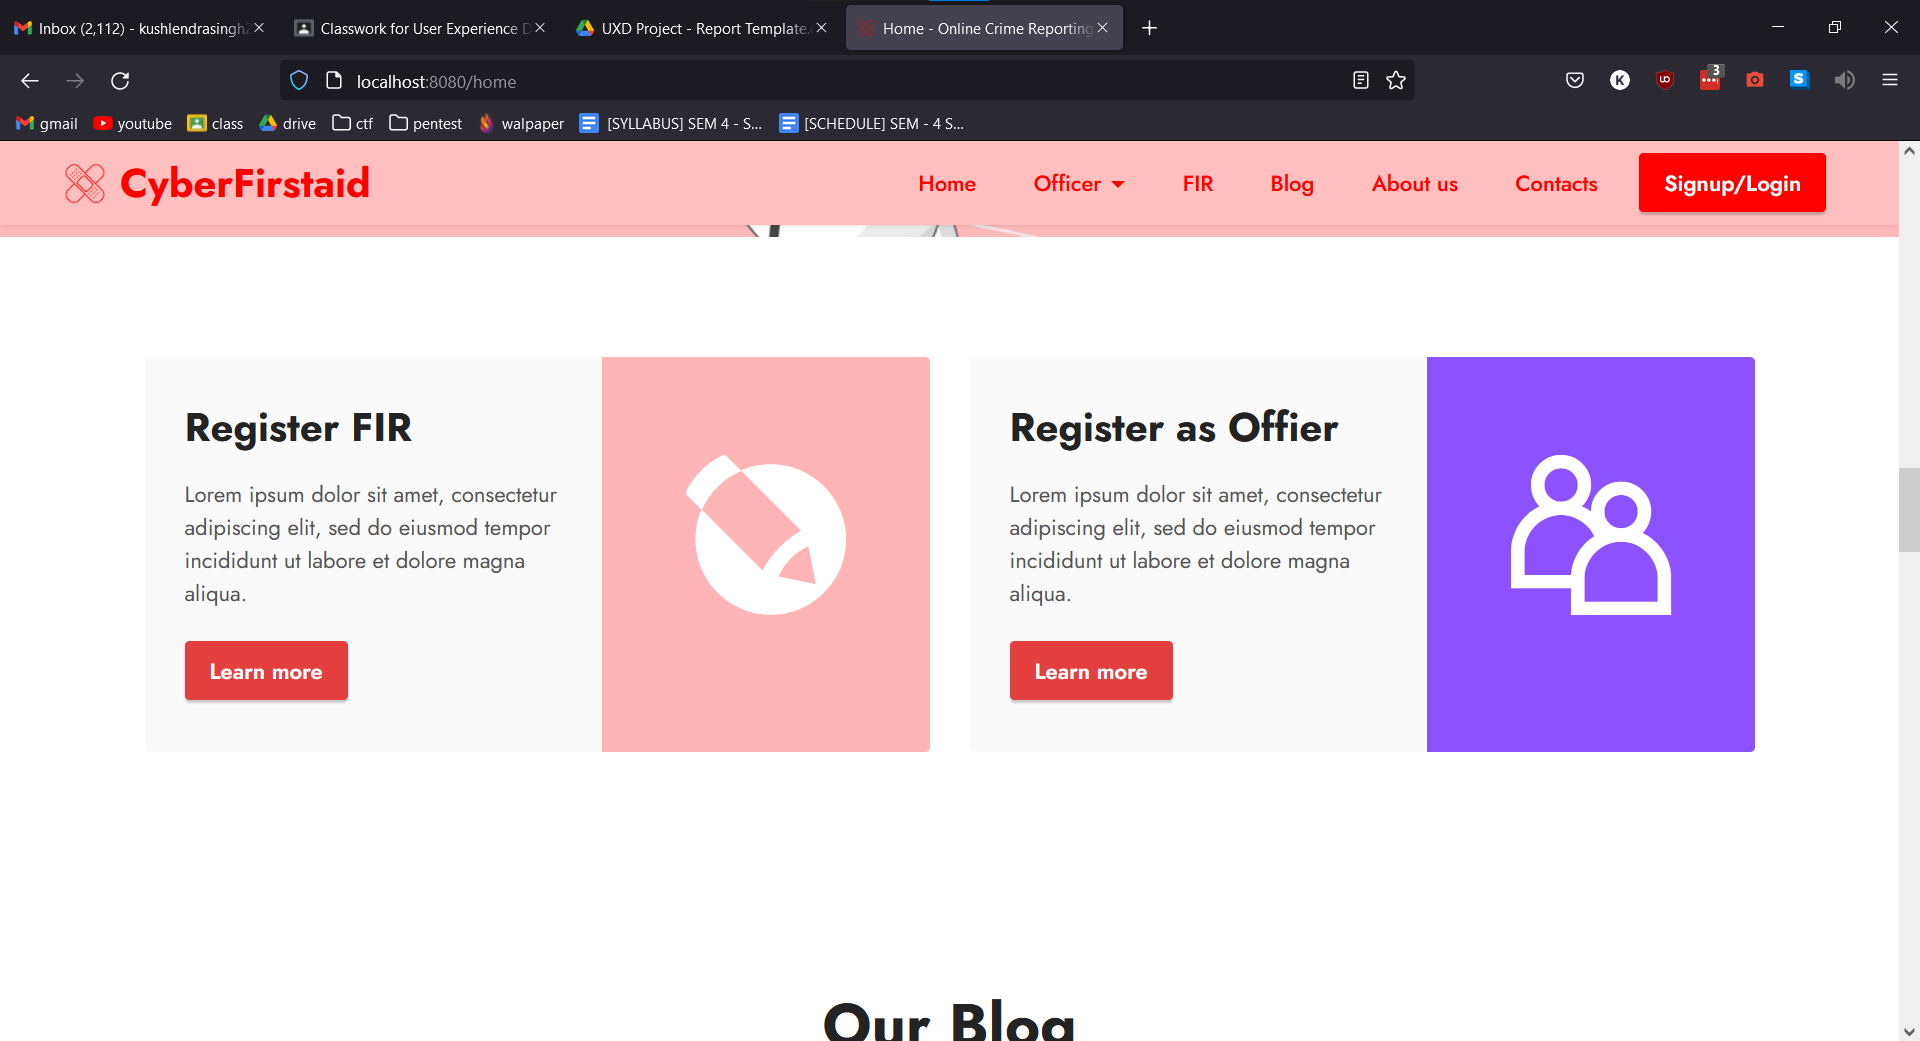 Inbox (2,112) - kushlendrasingh2
Classwork for User Experience D
UXD Project - Report Template.
Home - Online Crime Reporting
localhost:8080/home
K
uo
3
S
gmail
youtube
class
drive
ctf
pentest
walpaper
[SYLLABUS] SEM 4 - S...
[SCHEDULE] SEM - 4 S...
CyberFirstaid
Home
Officer
FIR
Blog
About us
Contacts
Signup/Login
Register FIR
Lorem ipsum dolor sit amet, consectetur
adipiscing elit, sed do eiusmod tempor
incididunt ut labore et dolore magna
aliqua.
Learn more
Register as Offier
Lorem ipsum dolor sit amet, consectetur
adipiscing elit, sed do eiusmod tempor
incididunt ut labore et dolore magna
aliqua.
Learn more
Our Blog